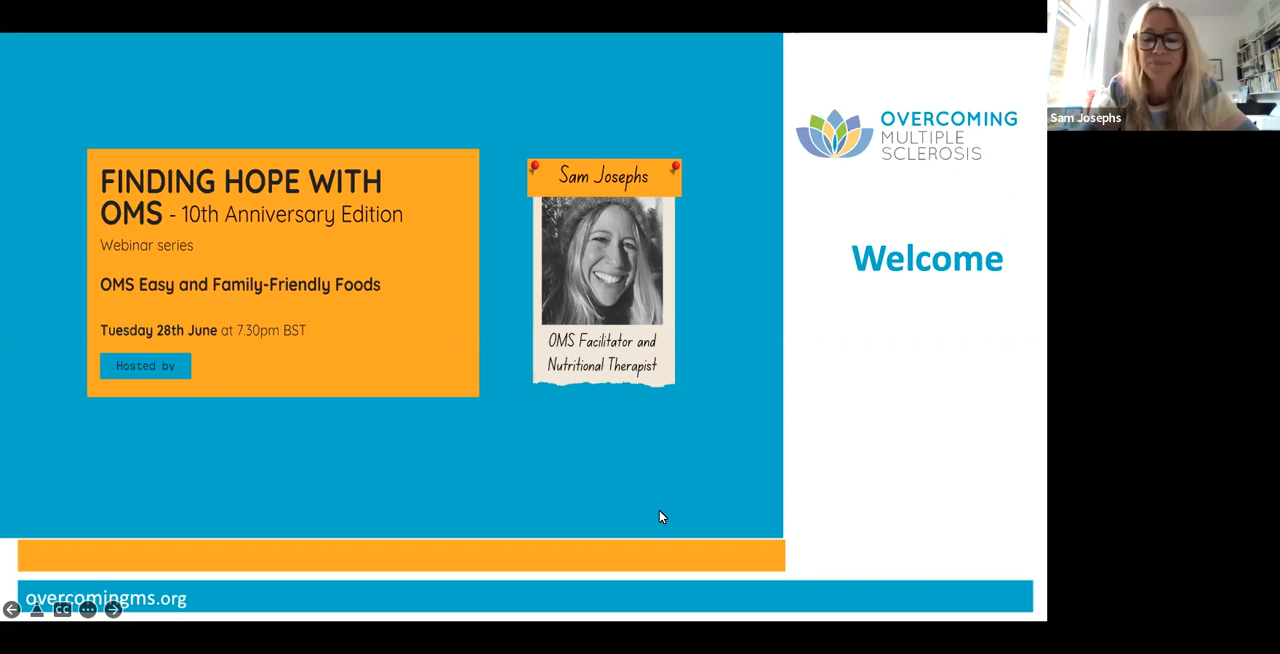 FINDING HOPE WITH
OMS - 10th Anniversary Edition
Webinar series
OMS Easy and Family-Friendly Foods
Tuesday 28th June at 7.30pm BST
Hosted by
Sam Josephs
OMS Facilitator and
Nutritional Therapist
OVERCOMING
MULTIPLE
SCLEROSIS
Welcome
overcomingms.org
CC
Sam Josephs